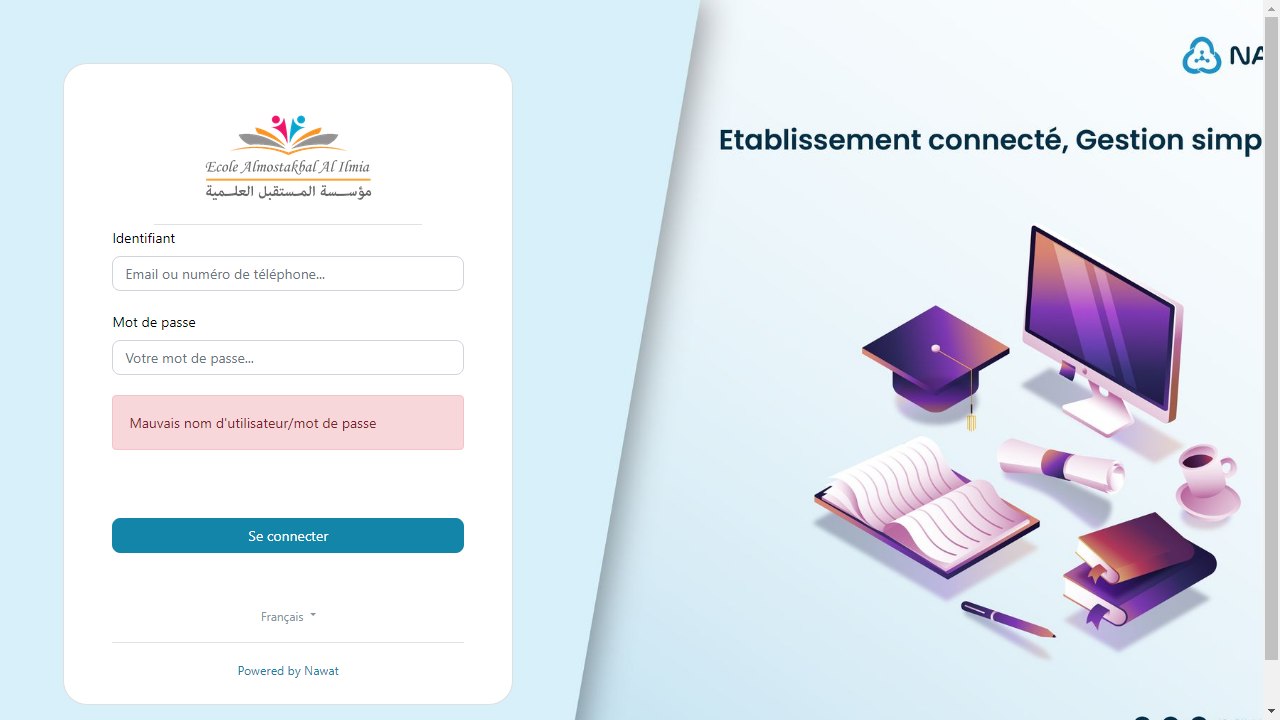 Ecole Almostakbal Al Ilmia
مؤسسة المستقبل العلمية
Identifiant
Email ou numéro de téléphone...
Mot de passe
Votre mot de passe...
Mauvais nom d'utilisateur/mot de passe
Se connecter
Français
Powered by Nawat
NA
Etablissement connecté, Gestion simp